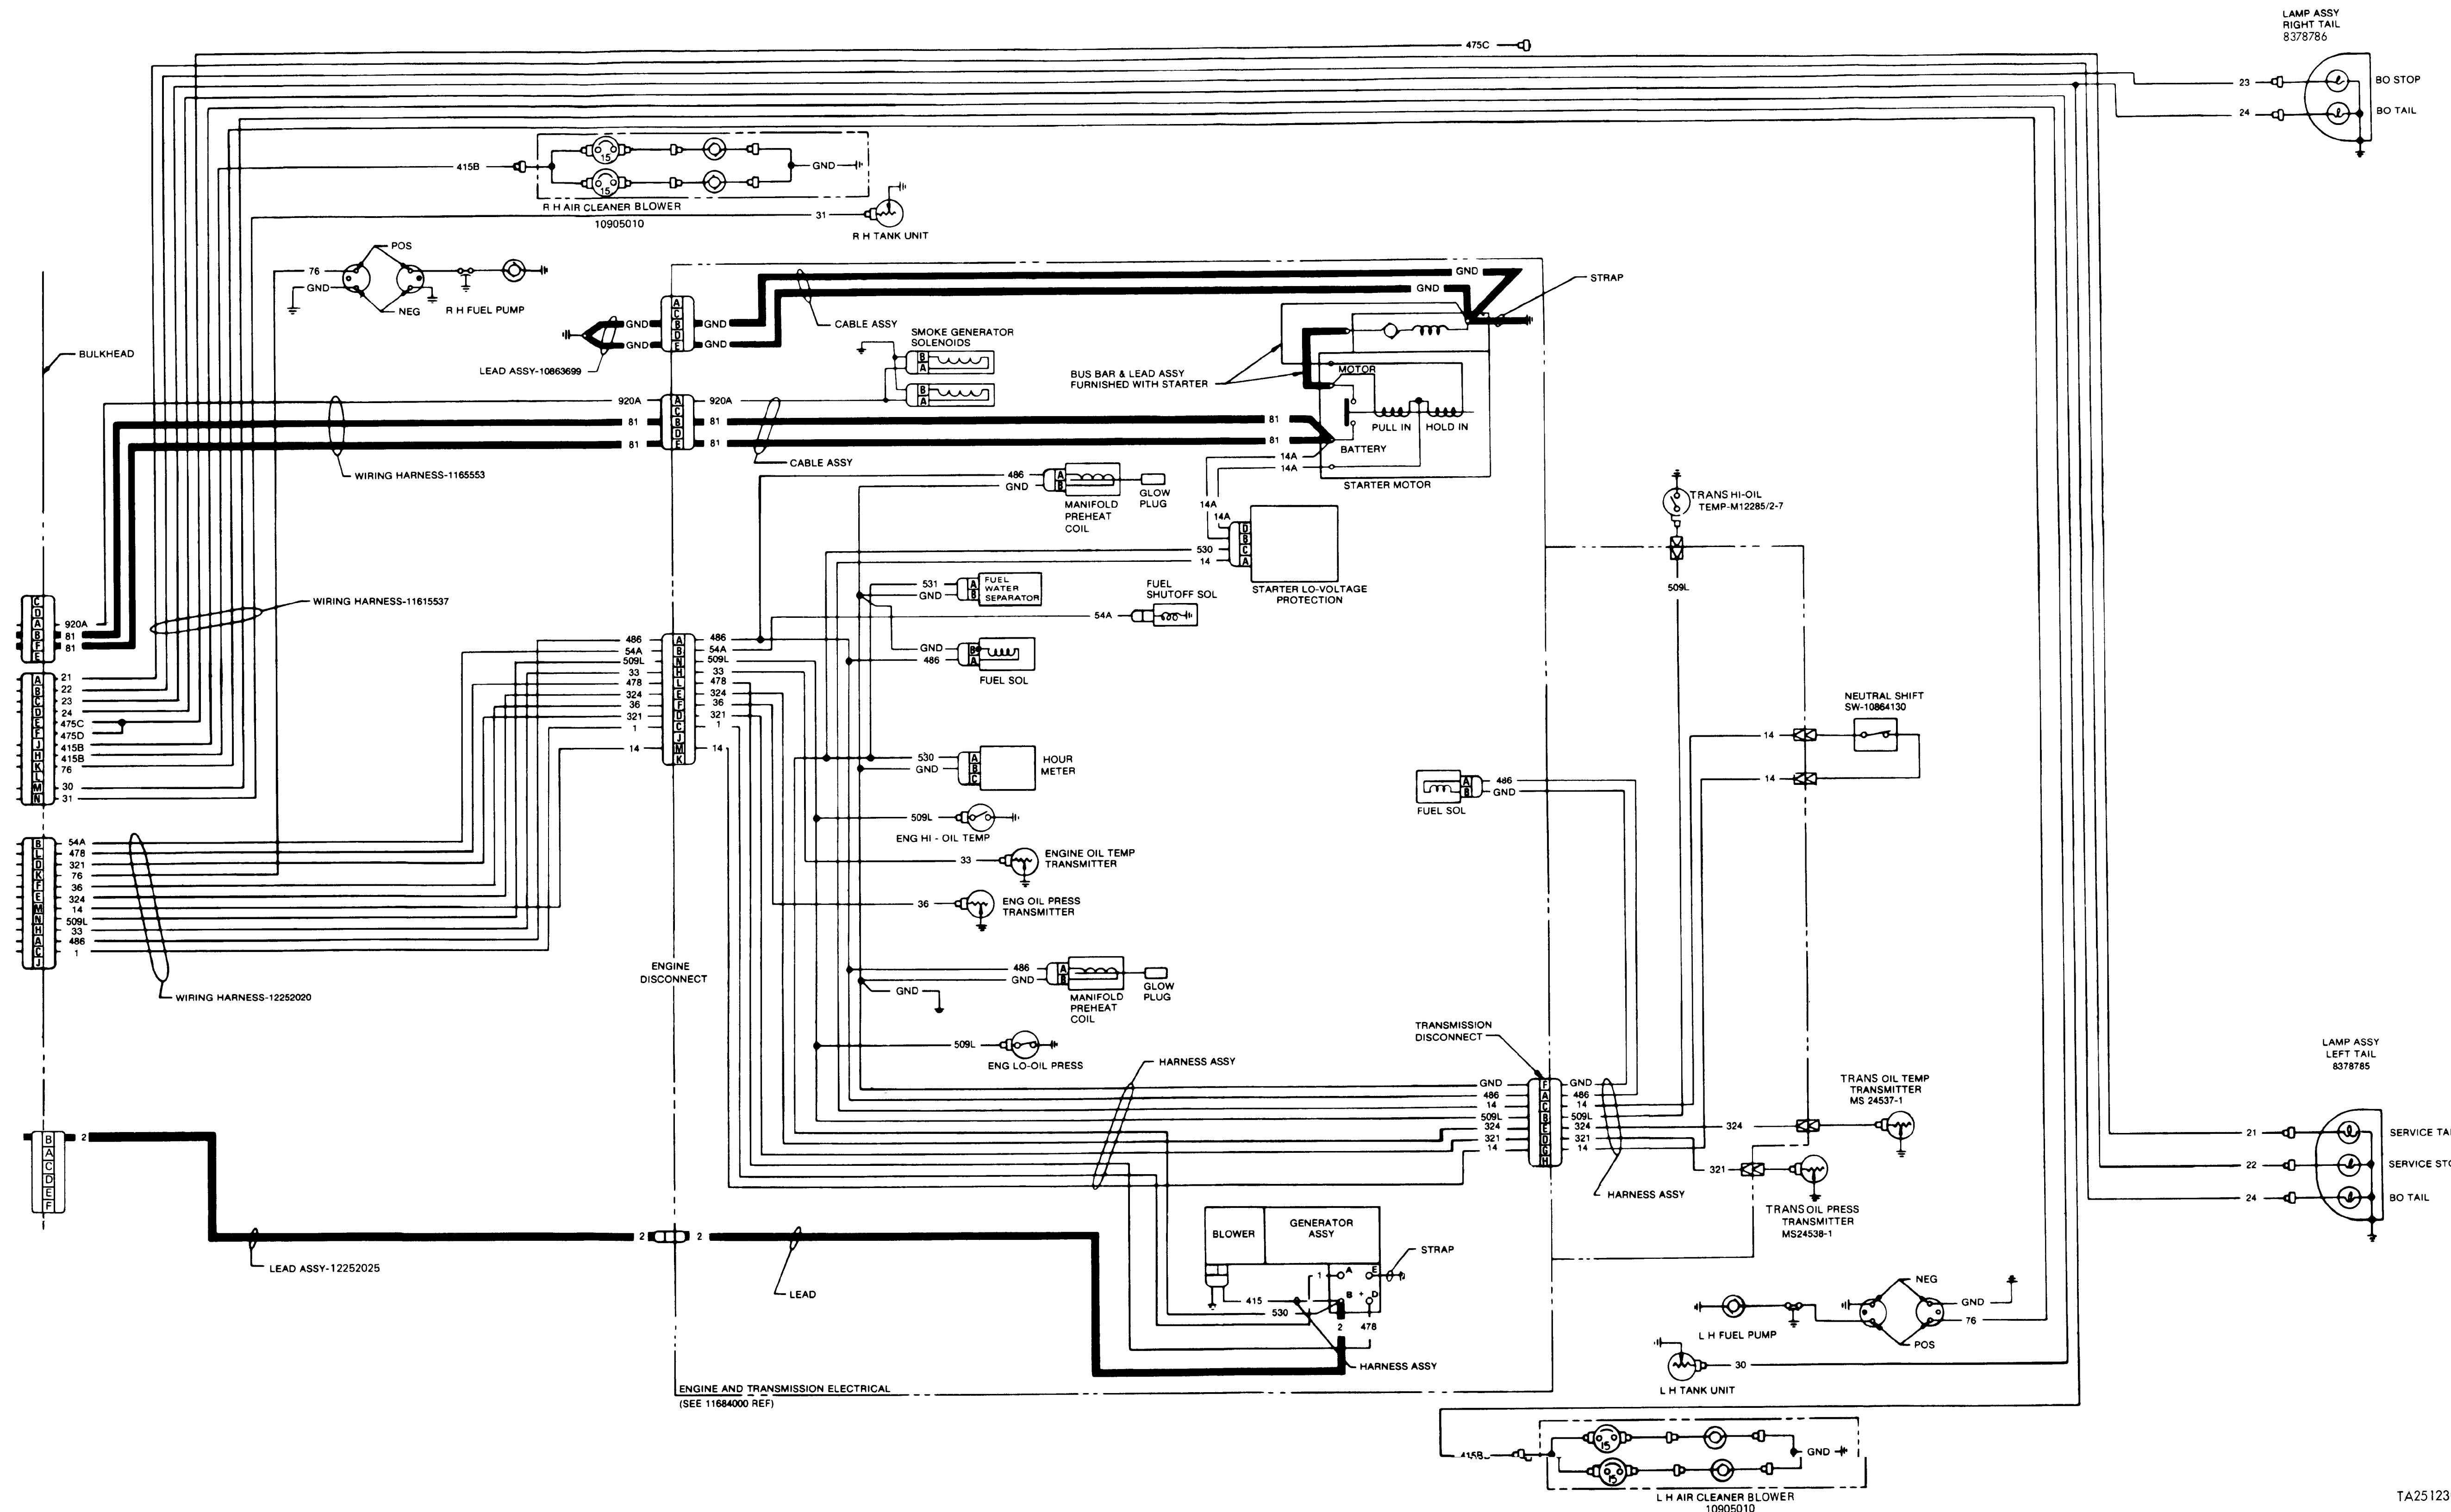 LAMP ASSY
RIGHT TAIL
8378786
475C
23
BO STOP
24
BO TAIL
415B
15
15
GND
R H AIR CLEANER BLOWER
10905010
31
R H TANK UNIT
POS
76
GND
NEG
R H FUEL PUMP
BULKHEAD
A
C
B
D
E
GND
GND
GND
GND
LEAD ASSY-10863699
GND
GND
STRAP
CABLE ASSY
SMOKE GENERATOR
SOLENOIDS
B
A
B
A
BUS BAR & LEAD ASSY
FURNISHED WITH STARTER
MOTOR
PULL IN
HOLD IN
BATTERY
STARTER MOTOR
920A
A
C
B
D
E
920A
81
81
81
81
81
81
CABLE ASSY
WIRING HARNESS-1165553
14A
14A
14A
14A
486
GND
A
B
MANIFOLD
PREHEAT
COIL
GLOW
PLUG
530
14
D
B
C
A
STARTER LO-VOLTAGE
PROTECTION
TRANS HI-OIL
TEMP-M12285/2-7
509L
531
GND
A
B
FUEL
WATER
SEPARATOR
FUEL
SHUTOFF SOL
54A
GND
486
B
A
FUEL SOL
WIRING HARNESS-11615537
C
D
A
B
F
E
920A
81
81
A
B
C
D
E
F
J
H
K
L
M
N
21
22
23
24
475C
475D
415B
415B
76
30
31
486
54A
509L
33
478
324
36
321
1
14
A
B
N
H
L
E
F
D
C
J
M
K
486
54A
509L
33
478
324
36
321
1
14
NEUTRAL SHIFT
SW-10864130
14
14
530
GND
A
B
C
HOUR
METER
FUEL SOL
A
B
486
GND
509L
ENG HI - OIL TEMP
33
ENGINE OIL TEMP
TRANSMITTER
36
ENG OIL PRESS
TRANSMITTER
B
L
D
K
F
E
M
N
H
A
C
J
54A
478
321
76
36
324
14
509L
33
486
1
WIRING HARNESS-12252020
ENGINE
DISCONNECT
486
GND
GND
A
B
MANIFOLD
PREHEAT
COIL
GLOW
PLUG
509L
ENG LO-OIL PRESS
TRANSMISSION
DISCONNECT
HARNESS ASSY
GND
486
14
509L
324
321
14
F
A
C
B
E
D
G
H
GND
486
14
509L
324
321
14
HARNESS ASSY
324
321
TRANS OIL TEMP
TRANSMITTER
MS 24537-1
TRANS OIL PRESS
TRANSMITTER
MS24538-1
LAMP ASSY
LEFT TAIL
8378785
21
22
24
SERVICE TA
SERVICE STO
BO TAIL
B
A
C
D
E
F
2
2
2
LEAD ASSY-12252025
LEAD
BLOWER
GENERATOR
ASSY
STRAP
1
A
E
B
+
D
415
530
2
478
HARNESS ASSY
NEG
GND
76
POS
L H FUEL PUMP
30
L H TANK UNIT
ENGINE AND TRANSMISSION ELECTRICAL
(SEE 11684000 REF)
415B
15
15
GND
L H AIR CLEANER BLOWER
10905010
TA25123